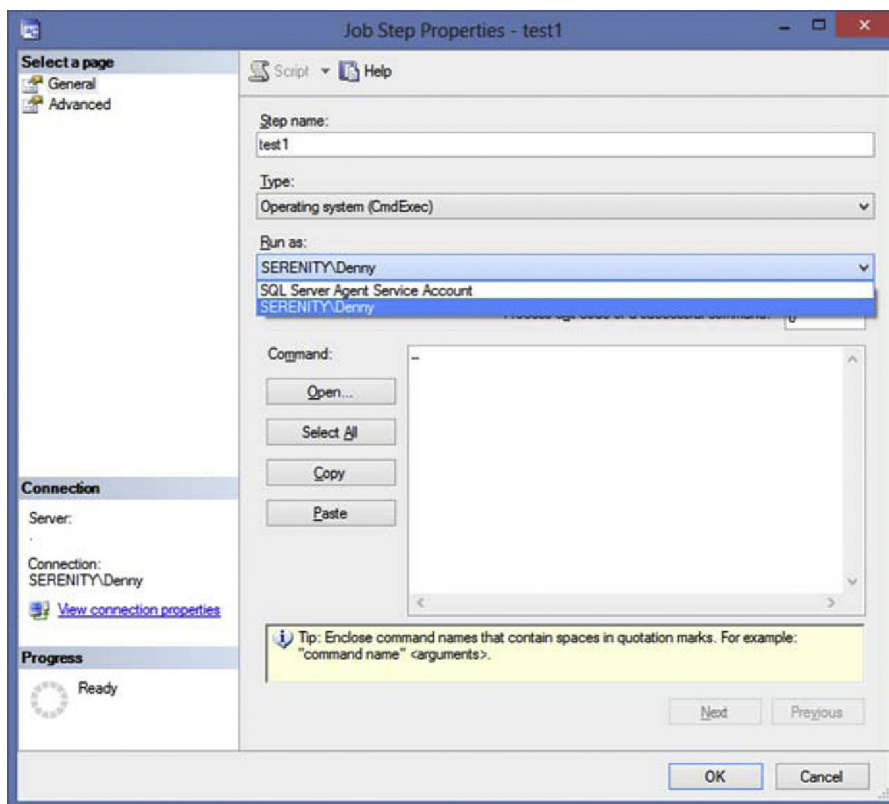 Job Step Properties - test1
Select a page
General
Advanced
Script
Help
Step name:
test1
Type:
Operating system (CmdExec)
Run as:
SERENITY\Denny
SQL Server Agent Service Account
SERENITY\Denny
Command:
Open...
Select All
Copy
Paste
Connection
Server:
.
Connection:
SERENITY\Denny
View connection properties
Progress
Ready
Tip: Enclose command names that contain spaces in quotation marks. For example:
"command name" <arguments>.
Next
Previous
OK
Cancel